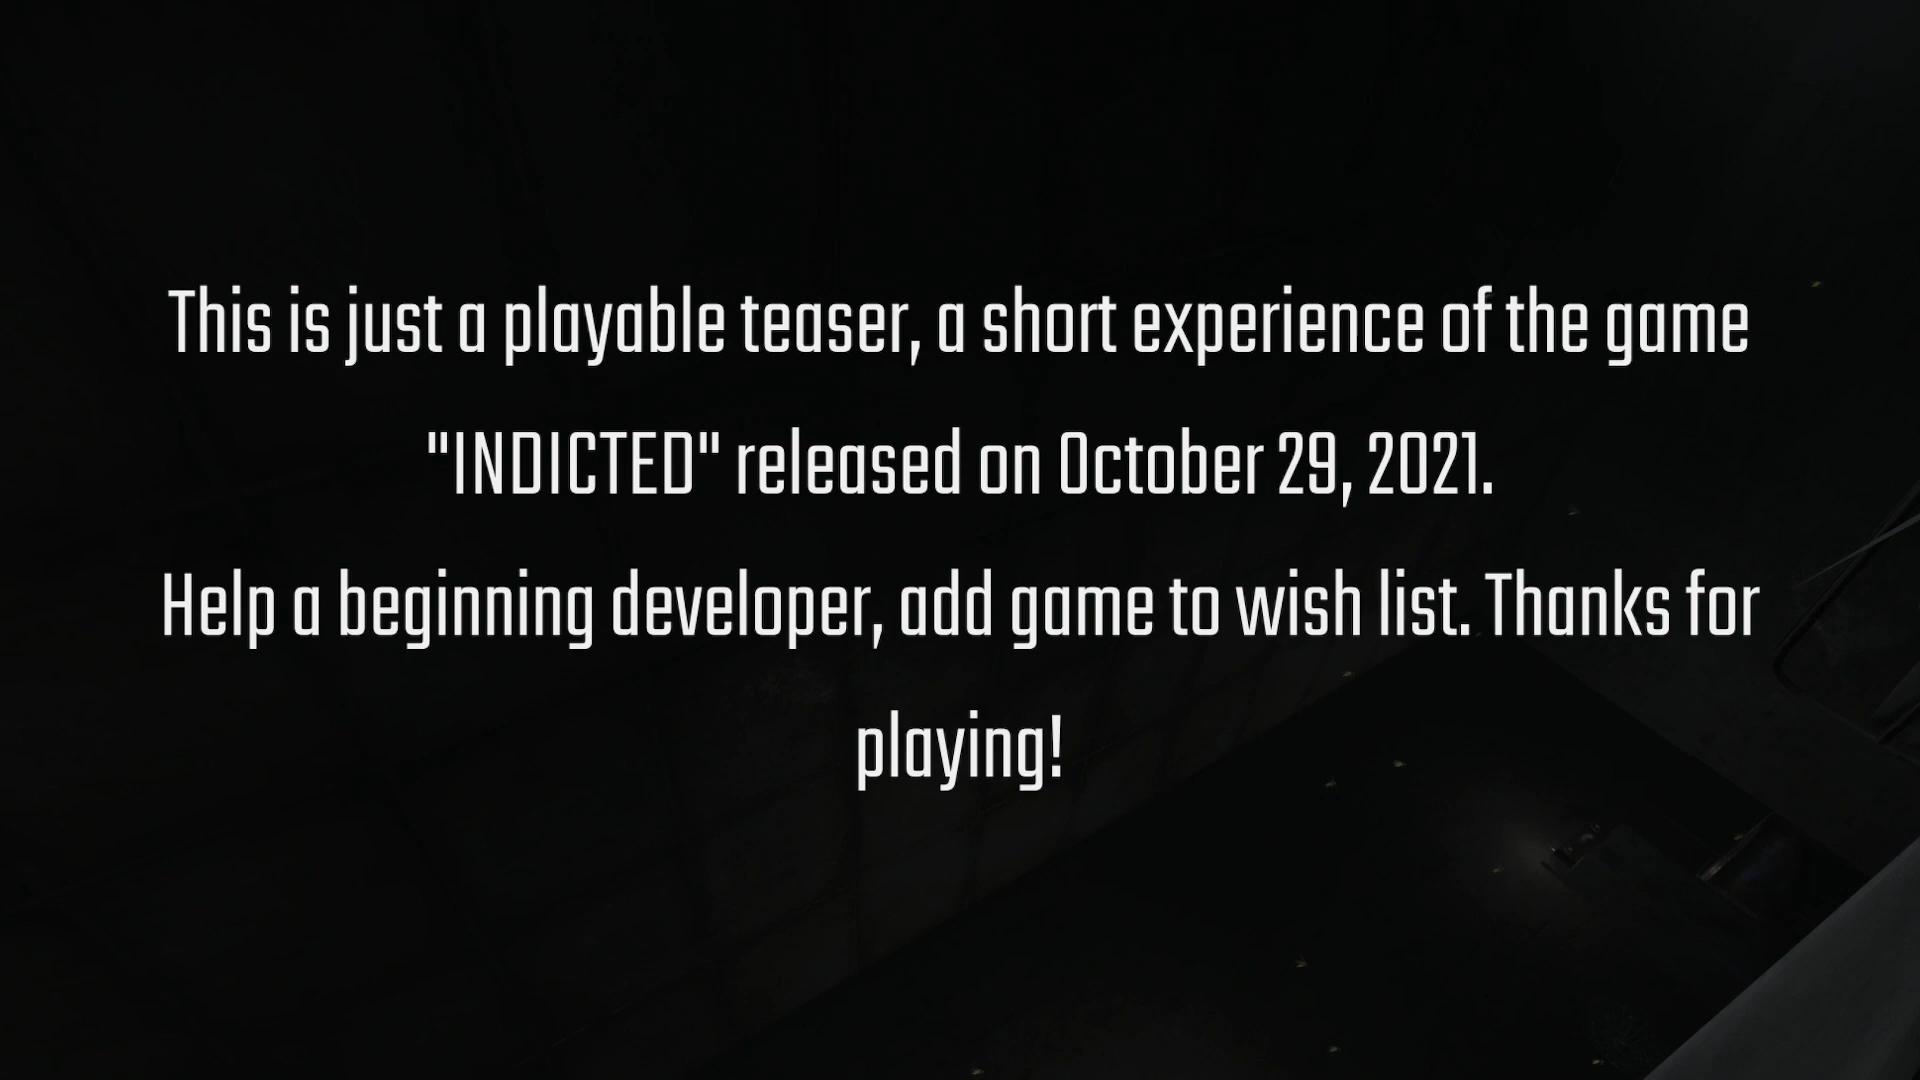 This is just a playable teaser, a short experience of the game
"INDICTED" released on October 29, 2021.
Help a beginning developer, add game to wish list. Thanks for
playing!